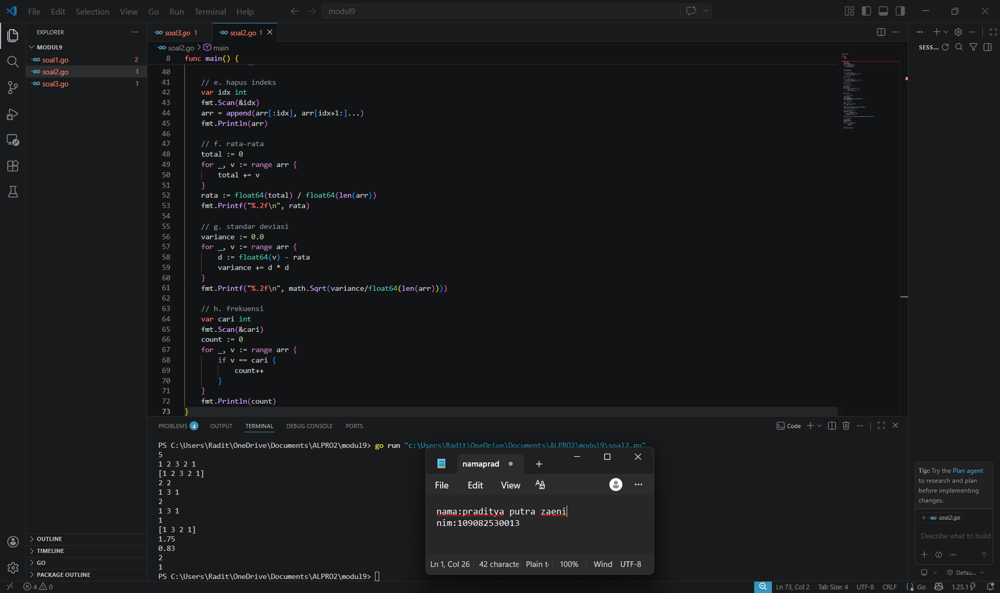 File Edit Selection View Go Run Terminal Help
modul9
EXPLORER
MODUL9
soal1.go 2
soal2.go 1
soal3.go 1
OUTLINE
TIMELINE
GO
PACKAGE OUTLINE
soal3.go 1
soal2.go 1
soal2.go > main
8 func main() {
40
41 // e. hapus indeks
42 var idx int
43 fmt.Scan(&idx)
44 arr = append(arr[:idx], arr[idx+1:]...)
45 fmt.Println(arr)
46
47 // f. rata-rata
48 total := 0
49 for _, v := range arr {
50 total += v
51 }
52 rata := float64(total) / float64(len(arr))
53 fmt.Printf("%.2f\n", rata)
54
55 // g. standar deviasi
56 variance := 0.0
57 for _, v := range arr {
58 d := float64(v) - rata
59 variance += d * d
60 }
61 fmt.Printf("%.2f\n", math.Sqrt(variance/float64(len(arr))))
62
63 // h. frekuensi
64 var cari int
65 fmt.Scan(&cari)
66 count := 0
67 for _, v := range arr {
68 if v == cari {
69 count++
70 }
71 }
72 fmt.Println(count)
73 }
PROBLEMS 4 OUTPUT TERMINAL DEBUG CONSOLE PORTS
Code
PS C:\Users\Radit\OneDrive\Documents\ALPRO2\modul9> go run "c:\Users\Radit\OneDrive\Documents\ALPRO2\modul9\soal2.go"
5
1 2 3 2 1
[1 2 3 2 1]
2 2
1 3 1
2
1 3 1
1
[1 3 2 1]
1.75
0.83
2
1
PS C:\Users\Radit\OneDrive\Documents\ALPRO2\modul9>
namaprad
File Edit View
nama:praditya putra zaeni
nim:109082530013
Ln 1, Col 26 42 characte Plain t 100% Wind UTF-8
SESS...
Tip: Try the Plan agent
to research and plan
before implementing
changes.
soal2.go
Describe what to build
Defau...
4 0
Ln 73, Col 2 Tab Size: 4 UTF-8 CRLF Go 1.25.1